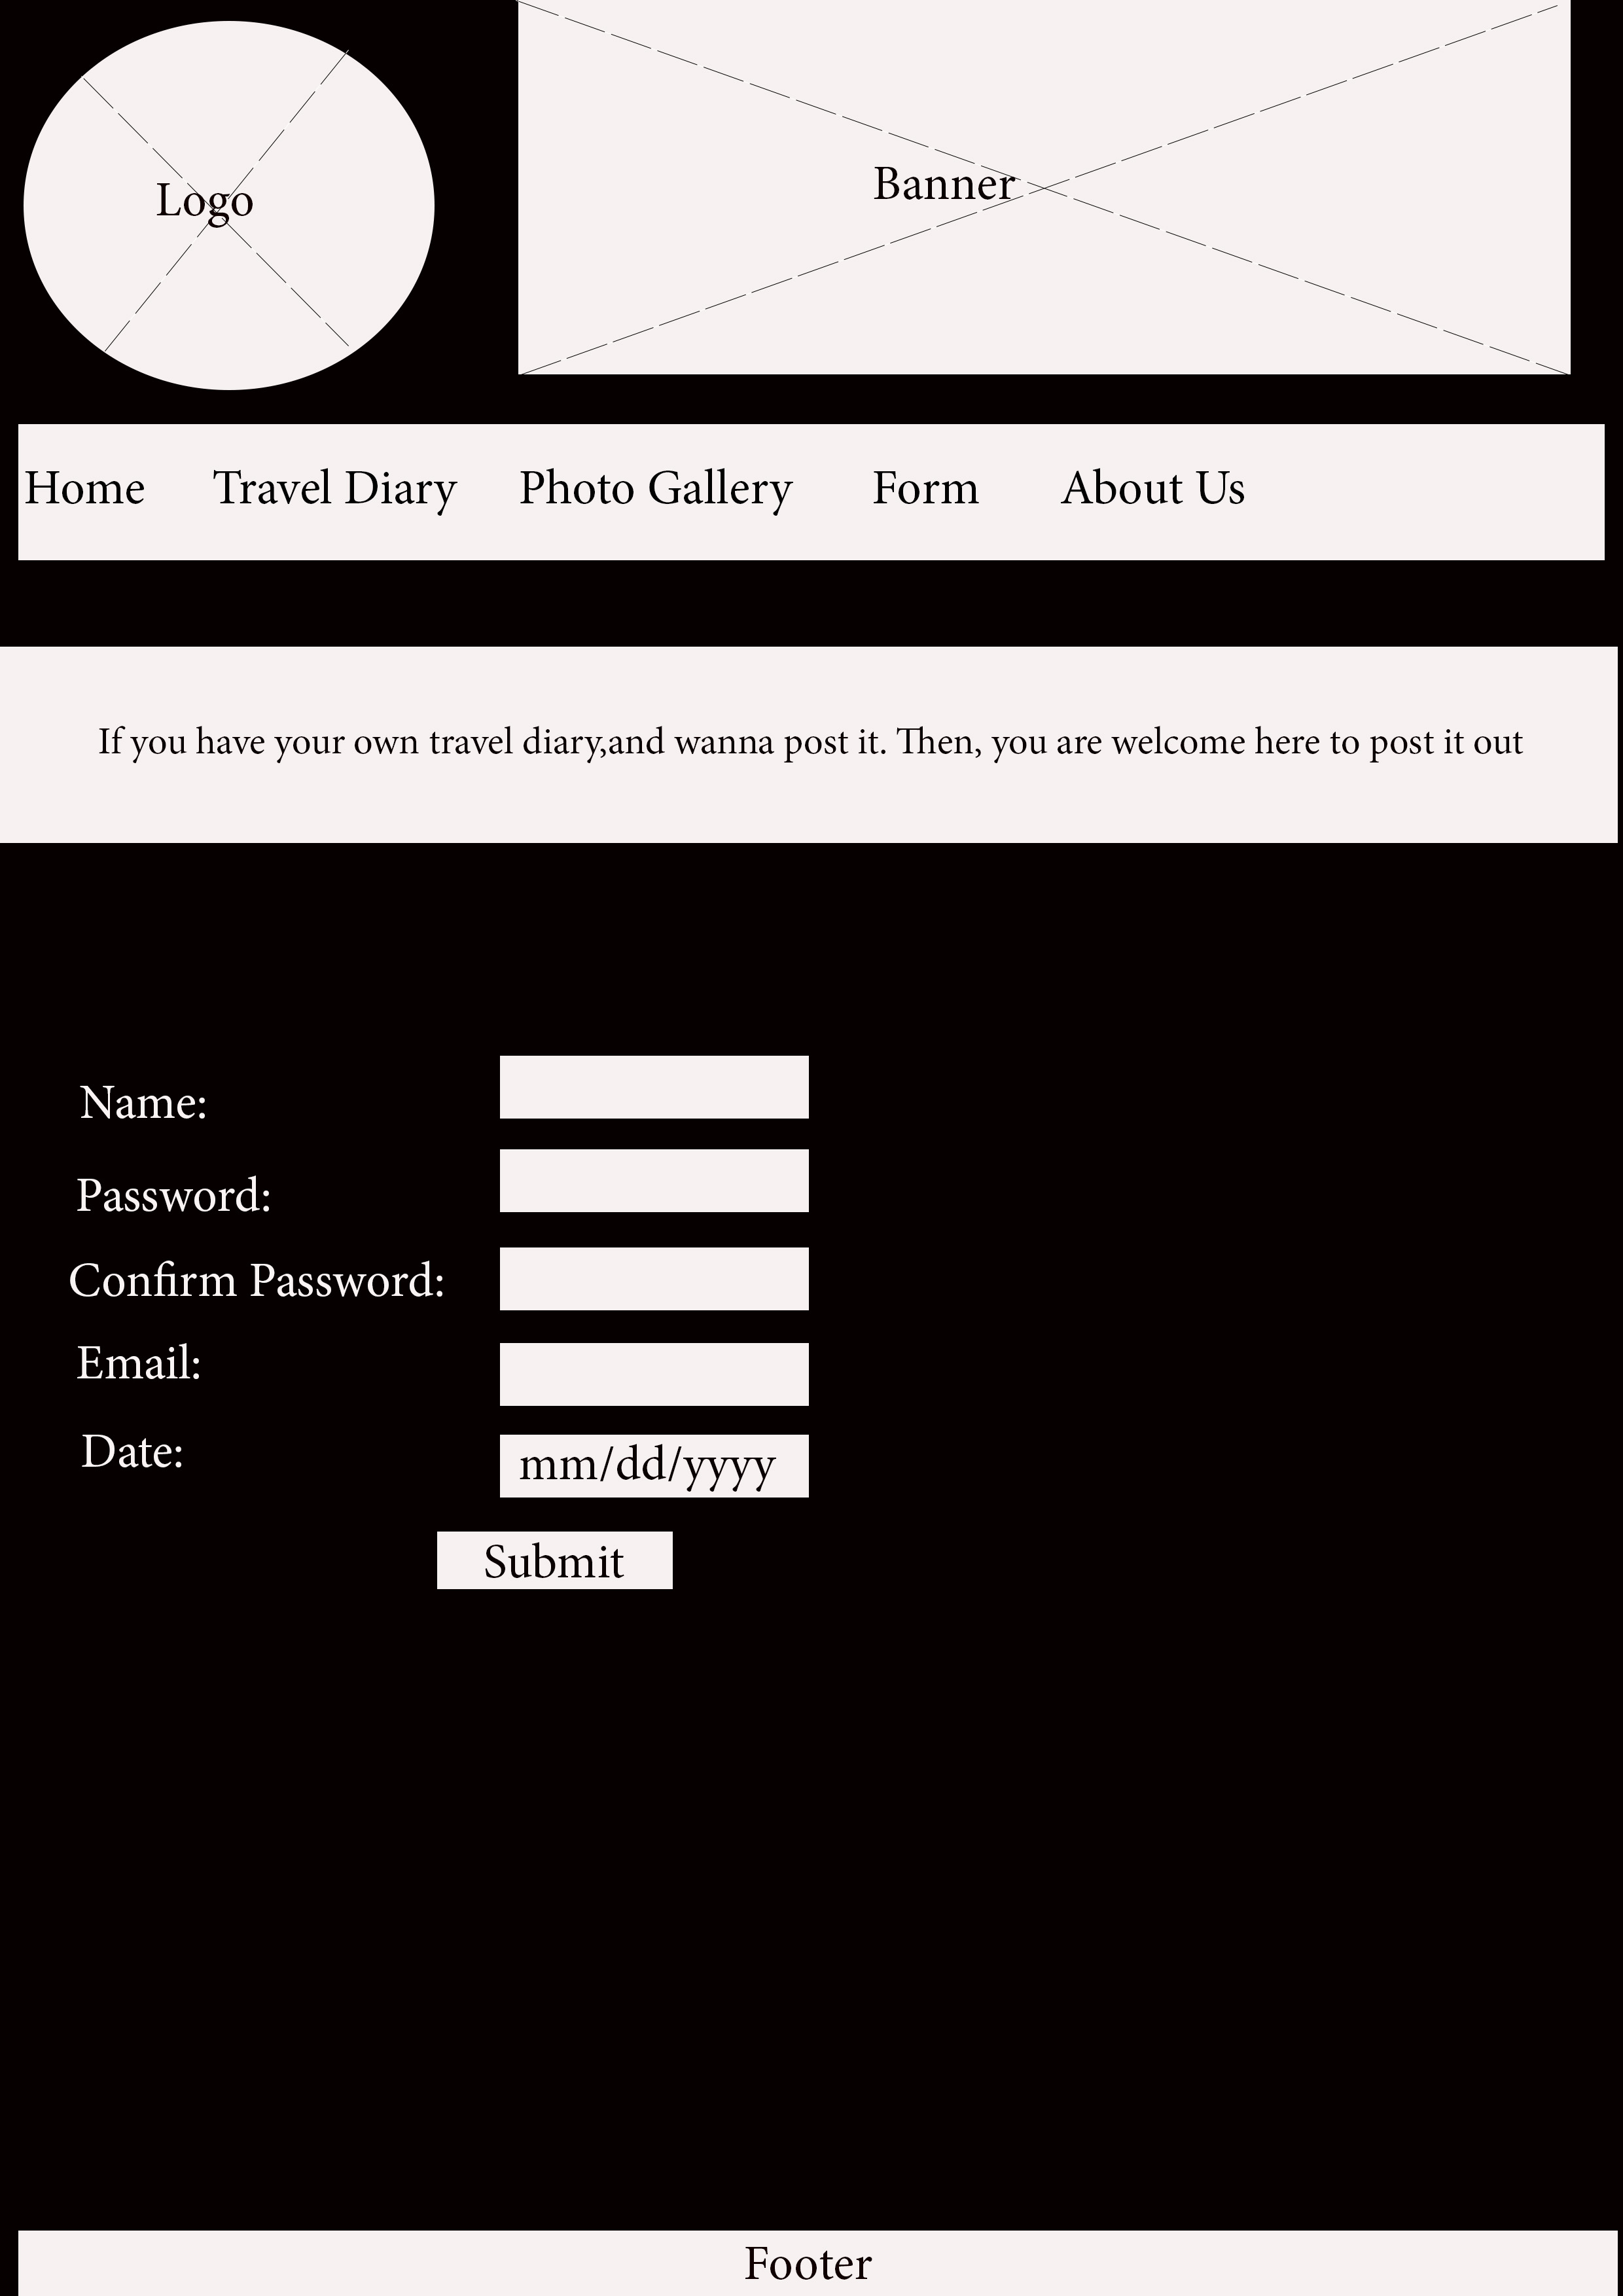 Logo
Banner
Home Travel Diary Photo Gallery Form About Us
If you have your own travel diary,and wanna post it. Then, you are welcome here to post it out
Name:
Password:
Confirm Password:
Email:
Date: mm/dd/yyyy
Submit
Footer